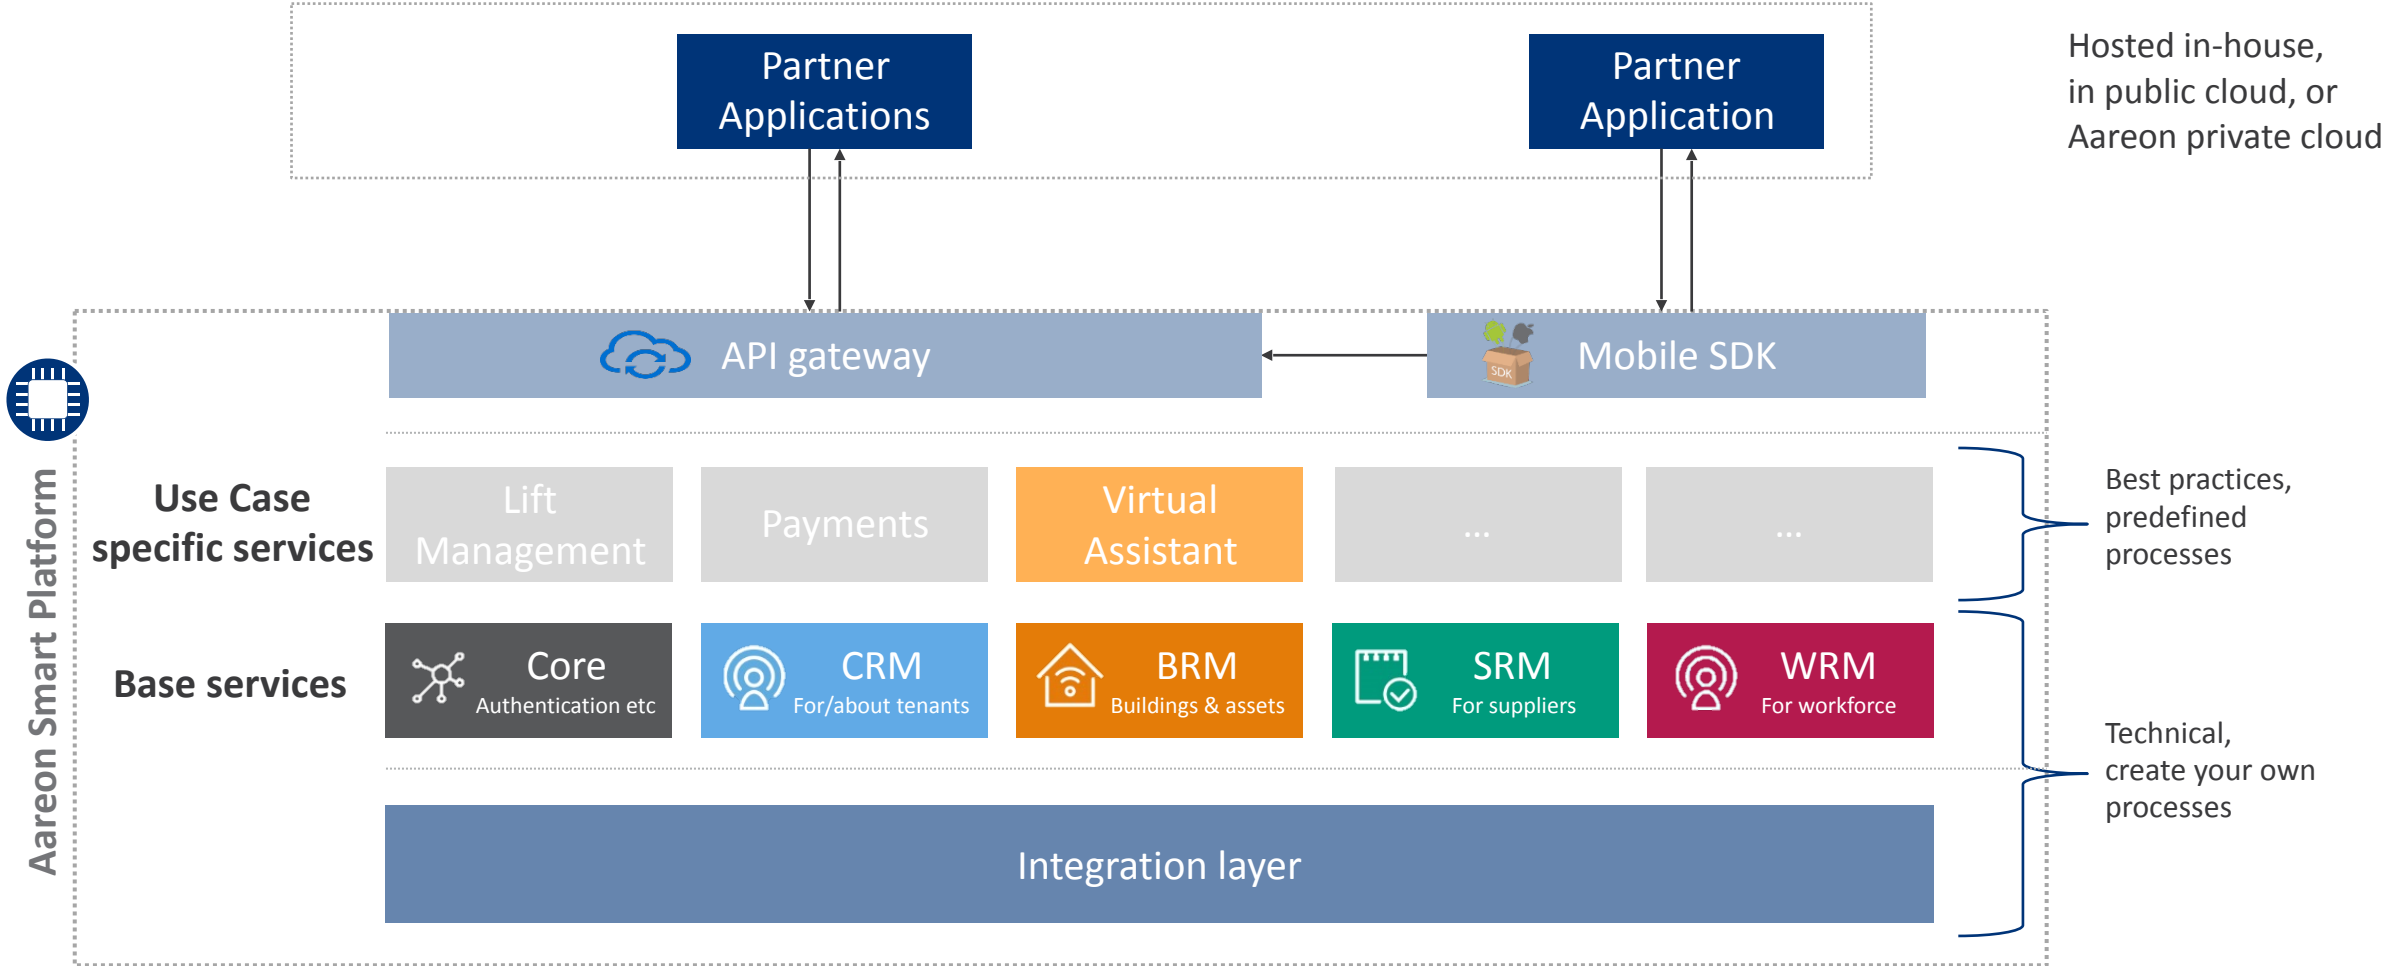 Partner
Applications
Partner
Application
Hosted in-house,
in public cloud, or
Aareon private cloud
API gateway
SDK
Mobile SDK
Aareon Smart Platform
Use Case
specific services
Lift
Management
Payments
Virtual
Assistant
...
...
Best practices,
predefined
processes
Base services
Core
Authentication etc
CRM
For/about tenants
BRM
Buildings & assets
SRM
For suppliers
WRM
For workforce
Technical,
create your own
processes
Integration layer